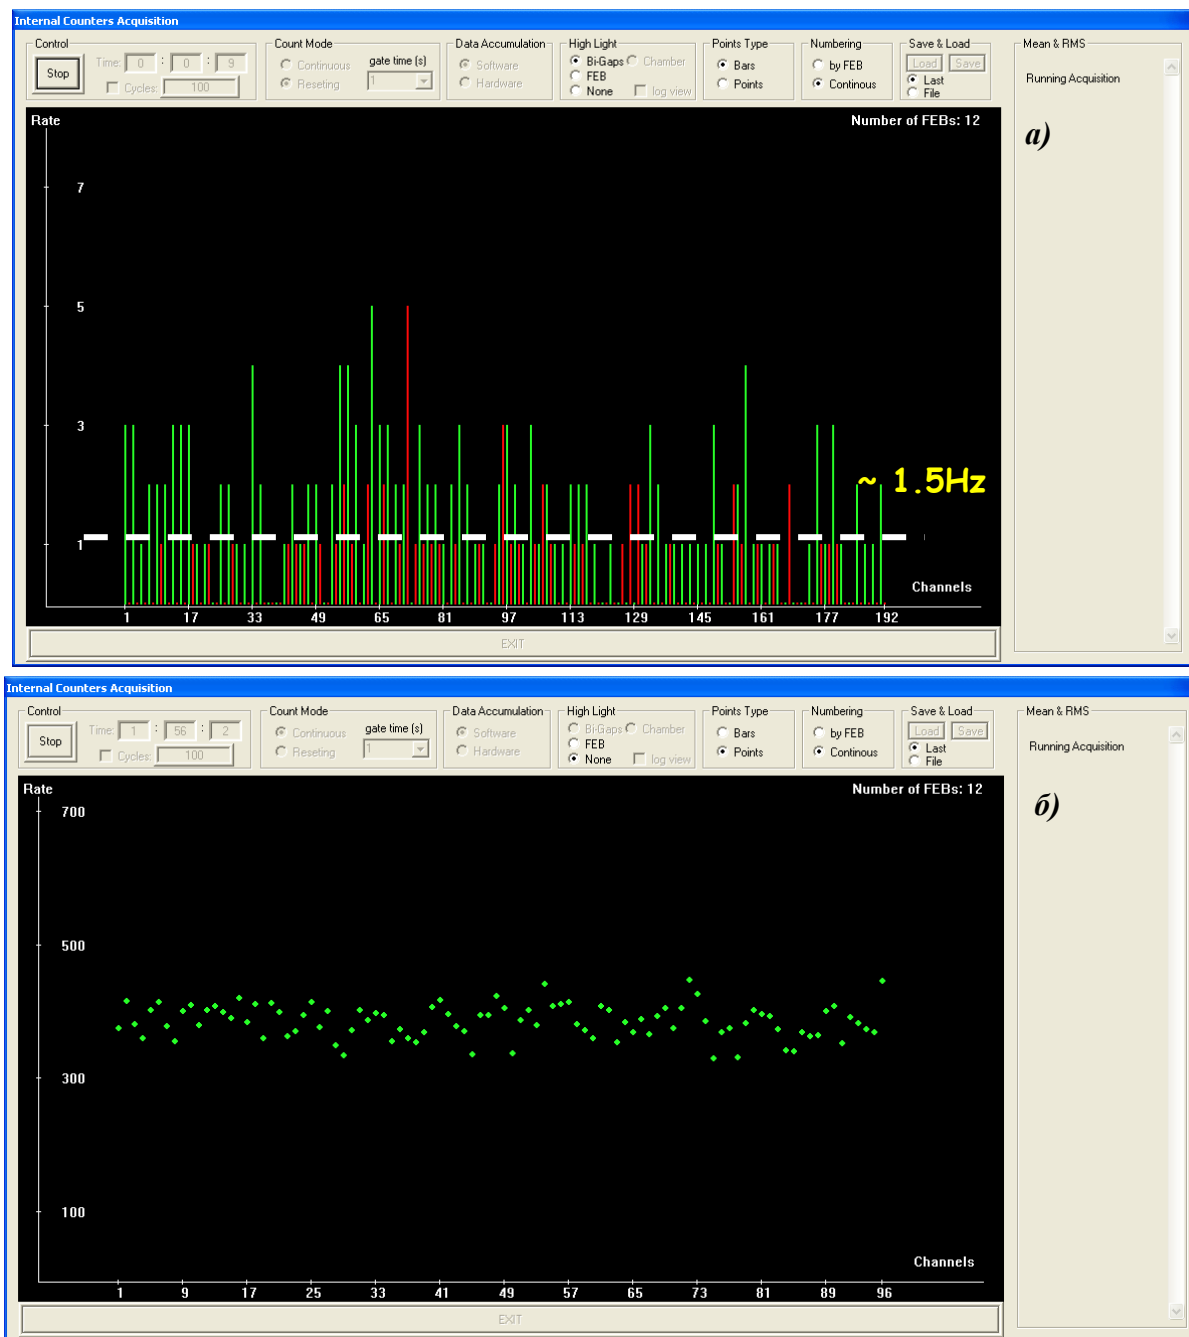 Internal Counters Acquisition
Control Count Mode Data Accumulation High Light Points Type Numbering Save & Load Mean & RMS
Stop Time: 0 : 0 : 9 Continuous gate time (s) Software Bi-Gaps Chamber Bars by FEB Load Save Running Acquisition
Cycles: 100 Reseting 1 Hardware FEB Points Continous Last
None log view File
Rate Number of FEBs: 12 а)
7
5
3
~ 1.5Hz
1
Channels
1 17 33 49 65 81 97 113 129 145 161 177 192
EXIT
Internal Counters Acquisition
Control Count Mode Data Accumulation High Light Points Type Numbering Save & Load Mean & RMS
Stop Time: 1 : 56 : 2 Continuous gate time (s) Software Bi-Gaps Chamber Bars by FEB Load Save Running Acquisition
Cycles: 100 Reseting 1 Hardware FEB Points Continous Last
None log view File
Rate Number of FEBs: 12 б)
700
500
300
100
Channels
1 9 17 25 33 41 49 57 65 73 81 89 96
EXIT